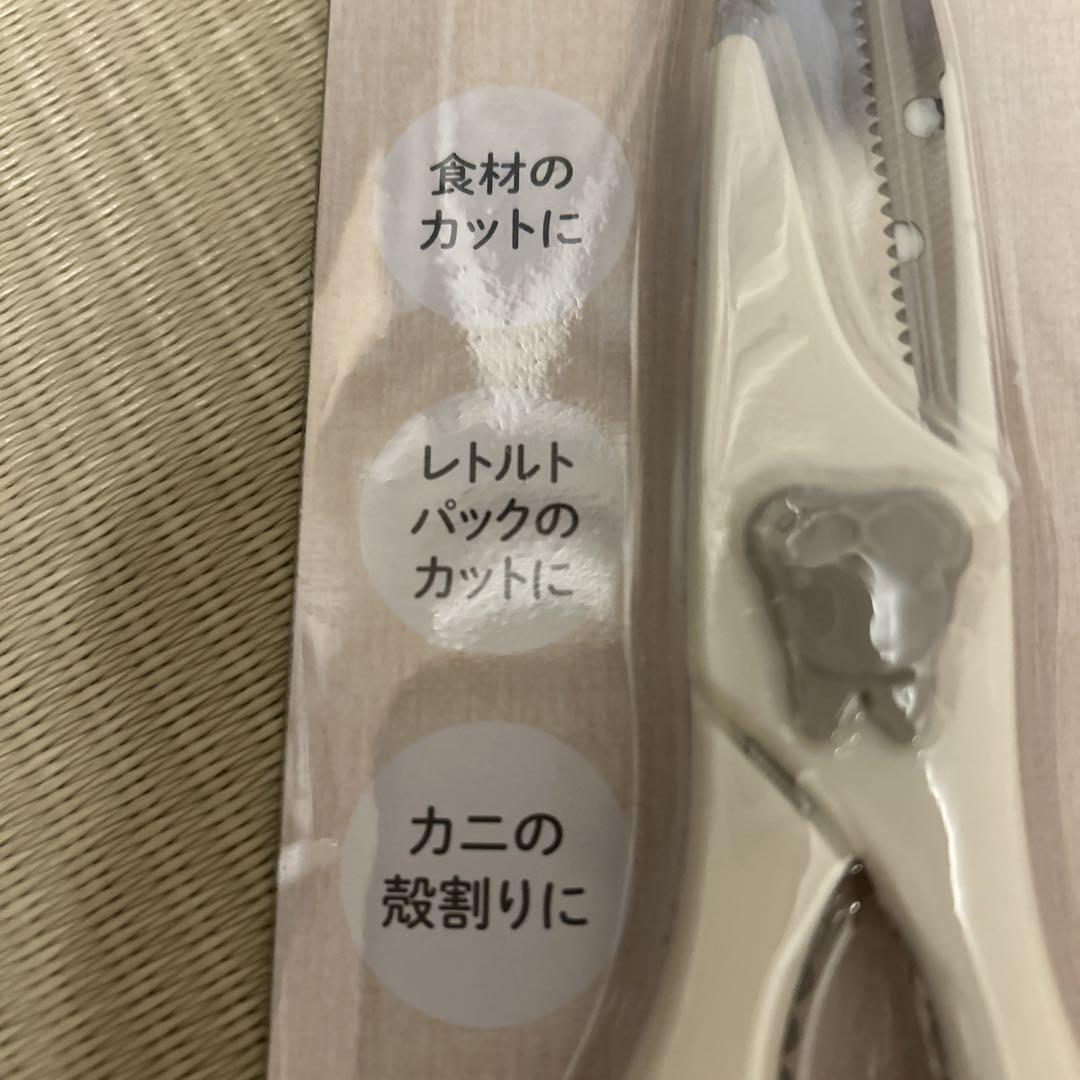 食材の
カットに
レトルト
パックの
カットに
カニの
殻割りに